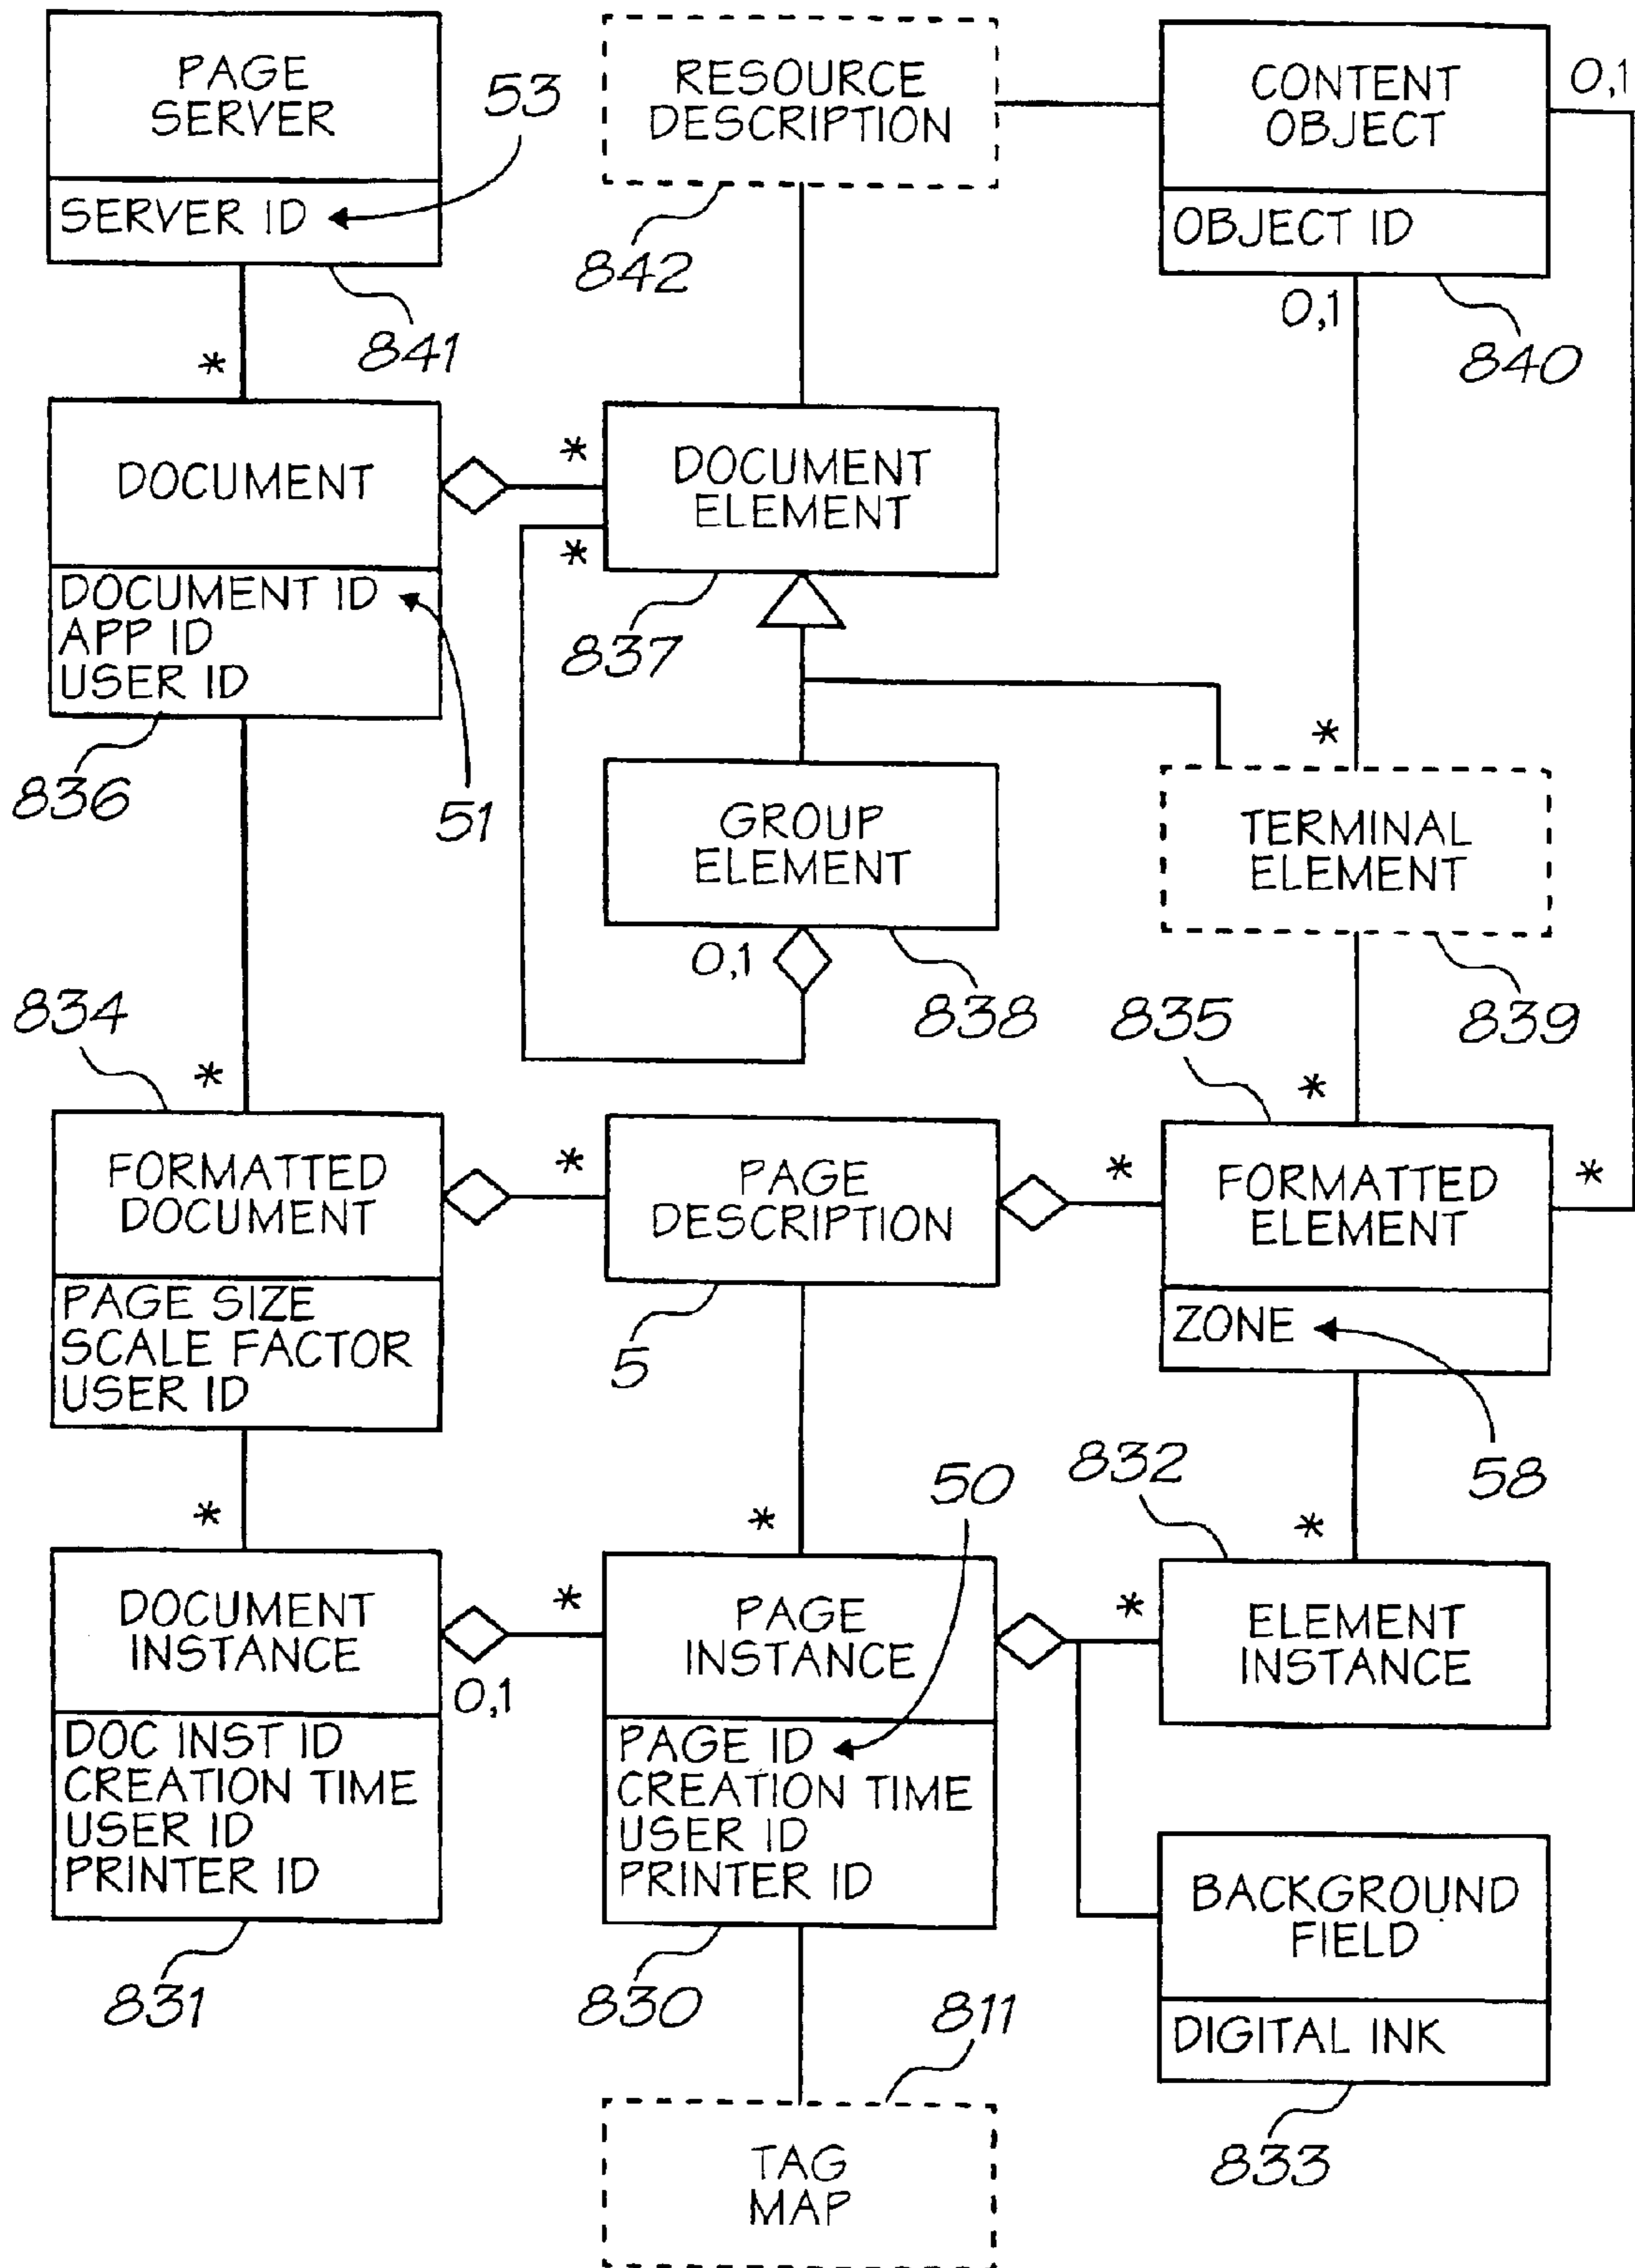 PAGE
SERVER
SERVER ID
53
841
*
RESOURCE
DESCRIPTION
842
CONTENT
OBJECT
OBJECT ID
0,1
0,1
840
DOCUMENT
DOCUMENT ID
APP ID
USER ID
836
51
*
*
DOCUMENT
ELEMENT
837
GROUP
ELEMENT
0,1
838
*
TERMINAL
ELEMENT
839
834
*
FORMATTED
DOCUMENT
PAGE SIZE
SCALE FACTOR
USER ID
*
PAGE
DESCRIPTION
5
835
*
*
*
FORMATTED
ELEMENT
ZONE
58
*
DOCUMENT
INSTANCE
0,1
DOC INST ID
CREATION TIME
USER ID
PRINTER ID
831
*
*
50
PAGE
INSTANCE
PAGE ID
CREATION TIME
USER ID
PRINTER ID
830
832
*
*
ELEMENT
INSTANCE
BACKGROUND
FIELD
DIGITAL INK
833
811
TAG
MAP